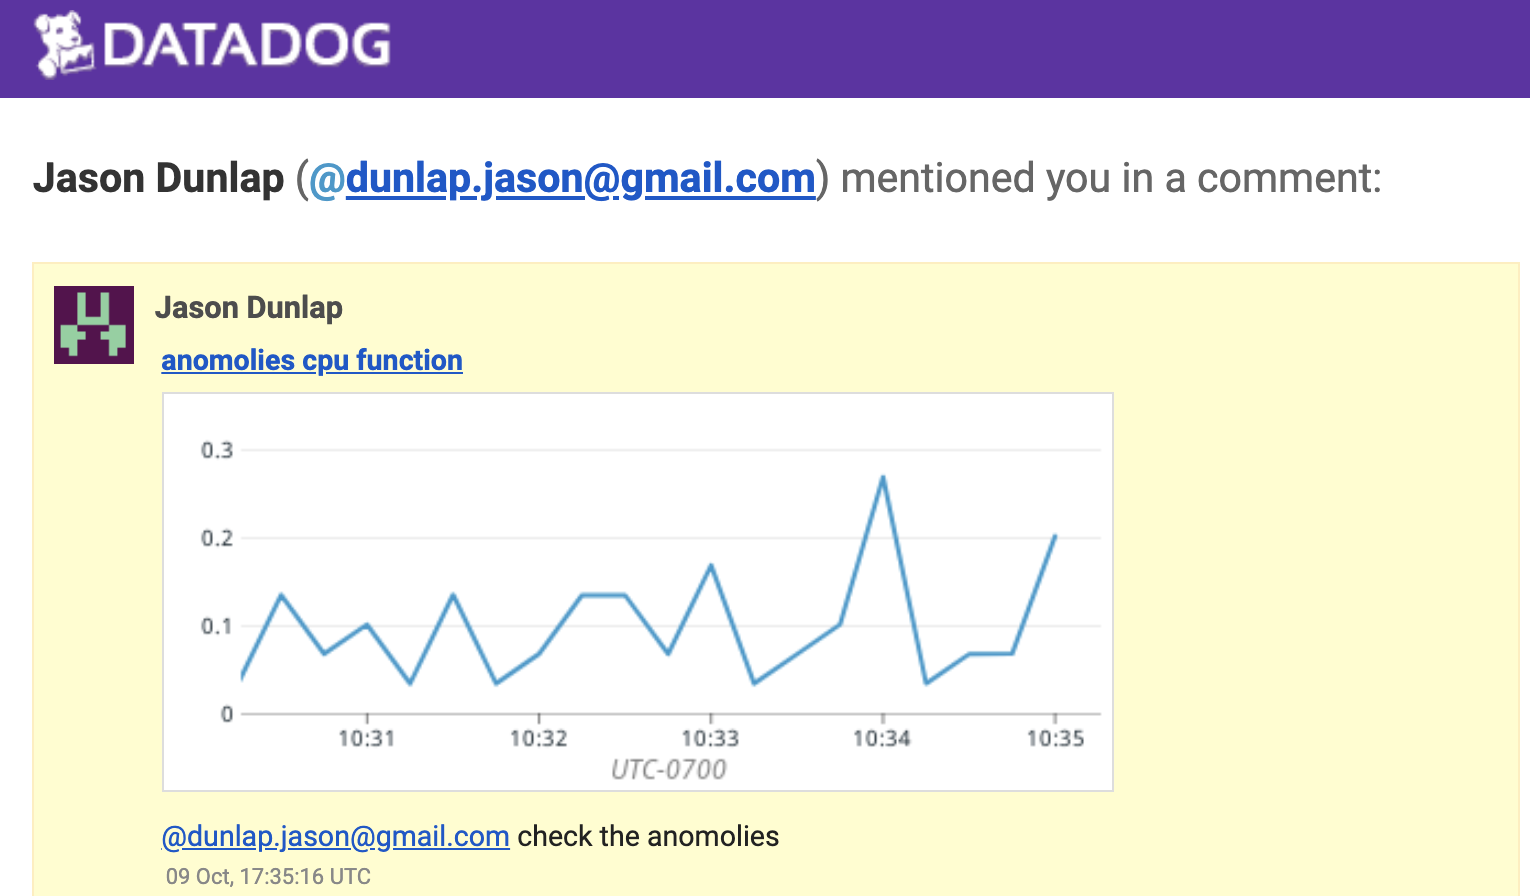 DATADOG
Jason Dunlap (@dunlap.jason@gmail.com) mentioned you in a comment:
Jason Dunlap
anomolies cpu function
0.3
0.2
0.1
0
10:31 10:32 10:33 10:34 10:35
UTC-0700
@dunlap.jason@gmail.com check the anomolies
09 Oct, 17:35:16 UTC